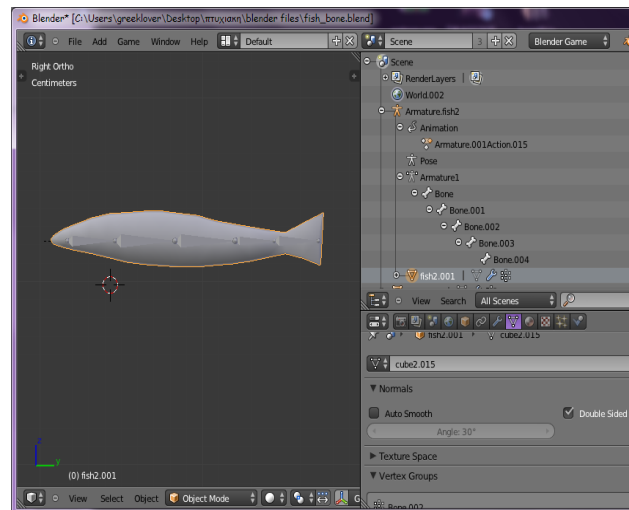 Blender* [C:\Users\greeklover\Desktop\πτυχιακη\blender files\fish_bone.blend]
File Add Game Window Help Default Scene 3 Blender Game
Right Ortho
Centimeters
Scene
RenderLayers
World.002
Armature.fish2
Animation
Armature.001Action.015
Pose
Armature1
Bone
Bone.001
Bone.002
Bone.003
Bone.004
fish2.001
View Search All Scenes
fish2.001 cube2.015
cube2.015
Normals
Auto Smooth Double Sided
Angle: 30°
Texture Space
Vertex Groups
Bone.002
z
y
(0) fish2.001
View Select Object Object Mode G